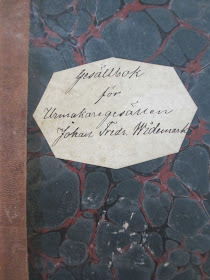 Gesällbok
för
Urmakaregesällen
Johan Fredr. Widemark